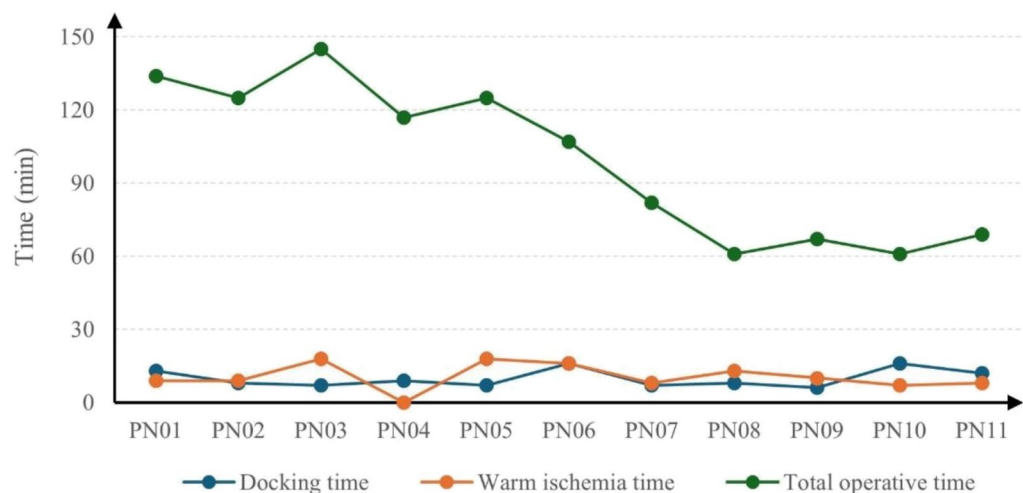 Time (min)
150
120
90
60
30
0
PN01 PN02 PN03 PN04 PN05 PN06 PN07 PN08 PN09 PN10 PN11
Docking time Warm ischemia time Total operative time